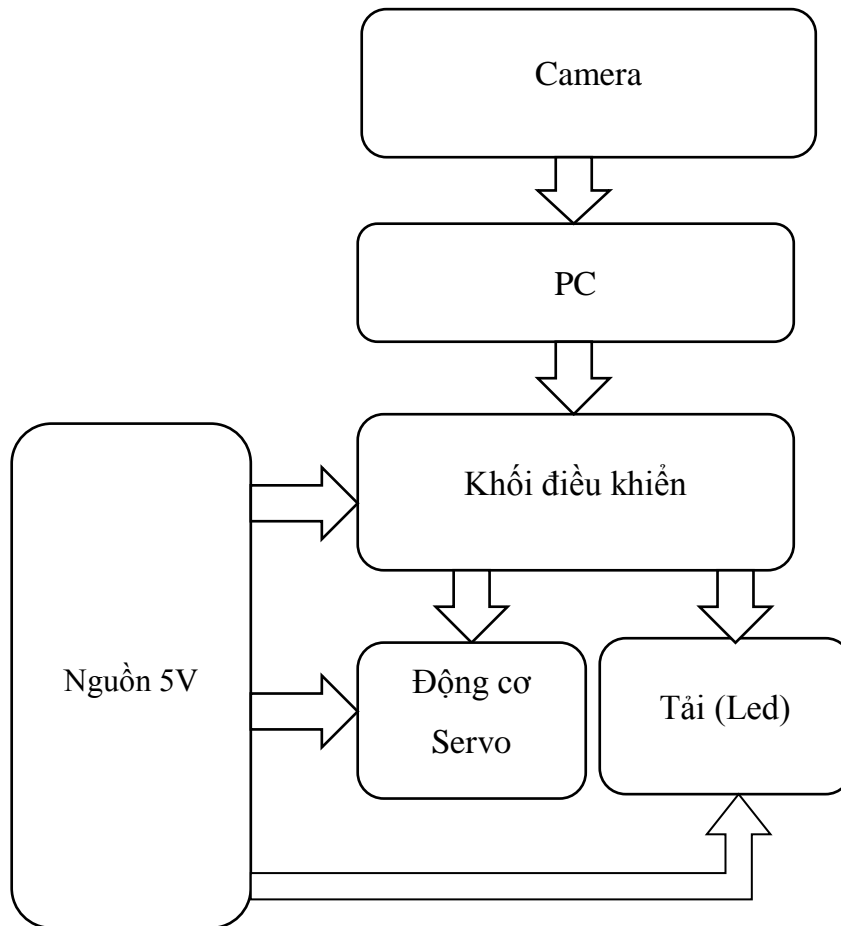 Camera
PC
Khối điều khiển
Nguồn 5V
Động cơ
Servo
Tải (Led)